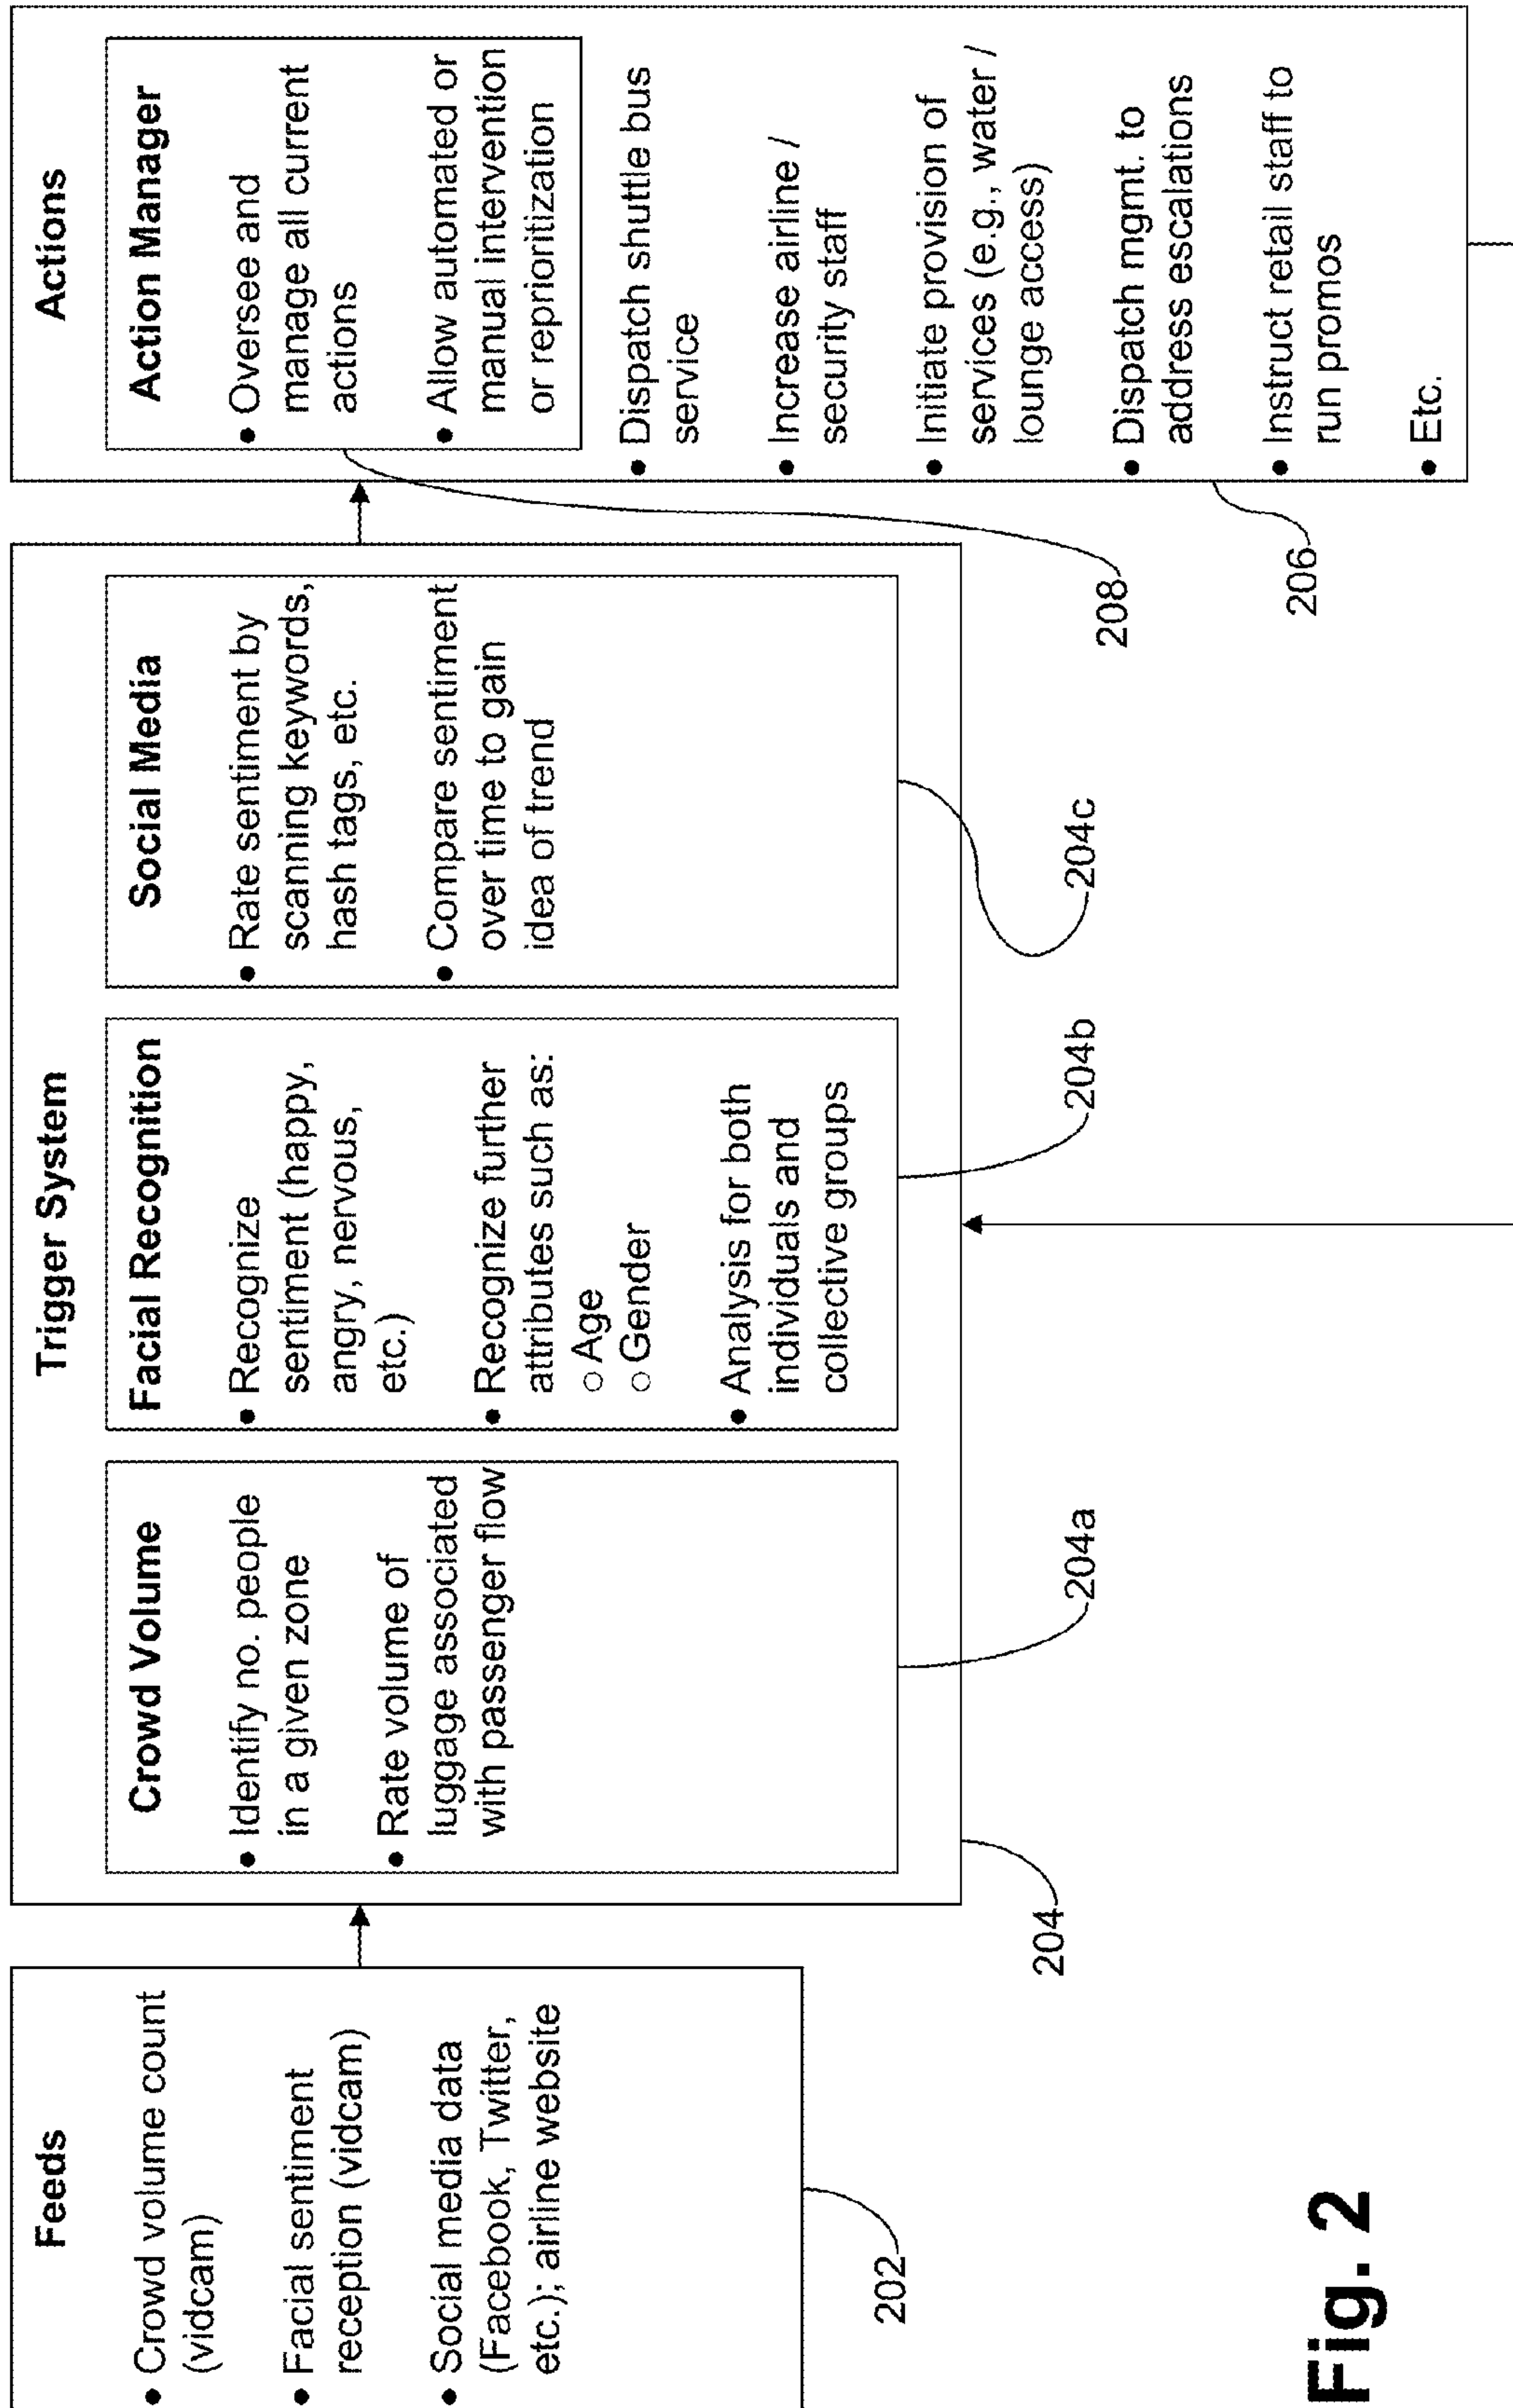 Feeds
• Crowd volume count
(vidcam)
• Facial sentiment
reception (vidcam)
• Social media data
(Facebook, Twitter,
etc.); airline website
202
Trigger System
Crowd Volume
• Identify no. people
in a given zone
• Rate volume of
luggage associated
with passenger flow
204a
Facial Recognition
• Recognize
sentiment (happy,
angry, nervous,
etc.)
• Recognize further
attributes such as:
○ Age
○ Gender
• Analysis for both
individuals and
collective groups
204b
Social Media
• Rate sentiment by
scanning keywords,
hash tags, etc.
• Compare sentiment
over time to gain
idea of trend
204c
204
Actions
Action Manager
• Oversee and
manage all current
actions
• Allow automated or
manual intervention
or reprioritization
208
• Dispatch shuttle bus
service
• Increase airline /
security staff
• Initiate provision of
services (e.g., water /
lounge access)
• Dispatch mgmt. to
address escalations
• Instruct retail staff to
run promos
• Etc.
206
Fig. 2